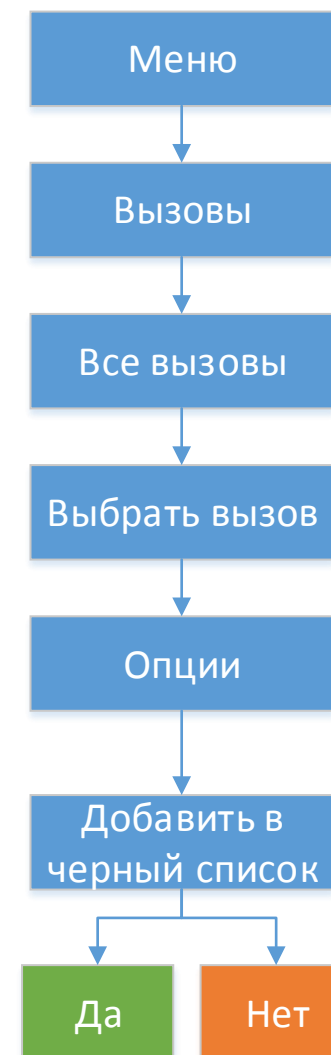 Меню
Вызовы
Все вызовы
Выбрать вызов
Опции
Добавить в
черный список
Да
Нет